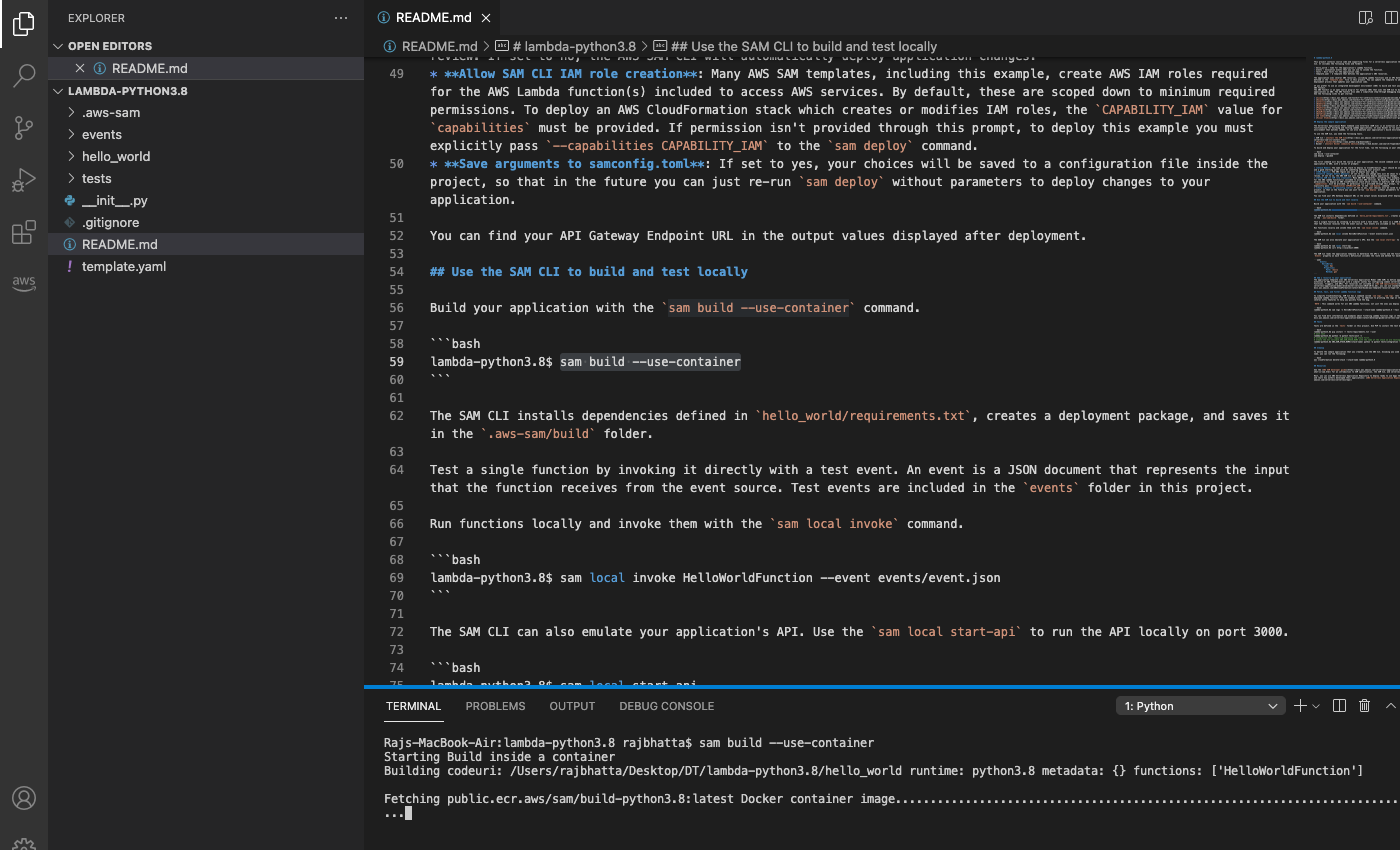 EXPLORER
OPEN EDITORS
README.md
LAMBDA-PYTHON3.8
.aws-sam
events
hello_world
tests
__init__.py
.gitignore
README.md
! template.yaml
aws
README.md
README.md > # lambda-python3.8 > ## Use the SAM CLI to build and test locally
review. If set to no, the AWS SAM CLI will automatically deploy application changes.
49 * **Allow SAM CLI IAM role creation**: Many AWS SAM templates, including this example, create AWS IAM roles required
for the AWS Lambda function(s) included to access AWS services. By default, these are scoped down to minimum required
permissions. To deploy an AWS CloudFormation stack which creates or modifies IAM roles, the `CAPABILITY_IAM` value for
`capabilities` must be provided. If permission isn't provided through this prompt, to deploy this example you must
explicitly pass `--capabilities CAPABILITY_IAM` to the `sam deploy` command.
50 * **Save arguments to samconfig.toml**: If set to yes, your choices will be saved to a configuration file inside the
project, so that in the future you can just re-run `sam deploy` without parameters to deploy changes to your
application.
51
52 You can find your API Gateway Endpoint URL in the output values displayed after deployment.
53
54 ## Use the SAM CLI to build and test locally
55
56 Build your application with the `sam build --use-container` command.
57
58 ```bash
59 lambda-python3.8$ sam build --use-container
60 ```
61
62 The SAM CLI installs dependencies defined in `hello_world/requirements.txt`, creates a deployment package, and saves it
in the `.aws-sam/build` folder.
63
64 Test a single function by invoking it directly with a test event. An event is a JSON document that represents the input
that the function receives from the event source. Test events are included in the `events` folder in this project.
65
66 Run functions locally and invoke them with the `sam local invoke` command.
67
68 ```bash
69 lambda-python3.8$ sam local invoke HelloWorldFunction --event events/event.json
70 ```
71
72 The SAM CLI can also emulate your application's API. Use the `sam local start-api` to run the API locally on port 3000.
73
74 ```bash
75 lambda-python3.8$ sam local start-api
TERMINAL PROBLEMS OUTPUT DEBUG CONSOLE 1: Python
Rajs-MacBook-Air:lambda-python3.8 rajbhatta$ sam build --use-container
Starting Build inside a container
Building codeuri: /Users/rajbhatta/Desktop/DT/lambda-python3.8/hello_world runtime: python3.8 metadata: {} functions: ['HelloWorldFunction']
Fetching public.ecr.aws/sam/build-python3.8:latest Docker container image.......................................................................
...